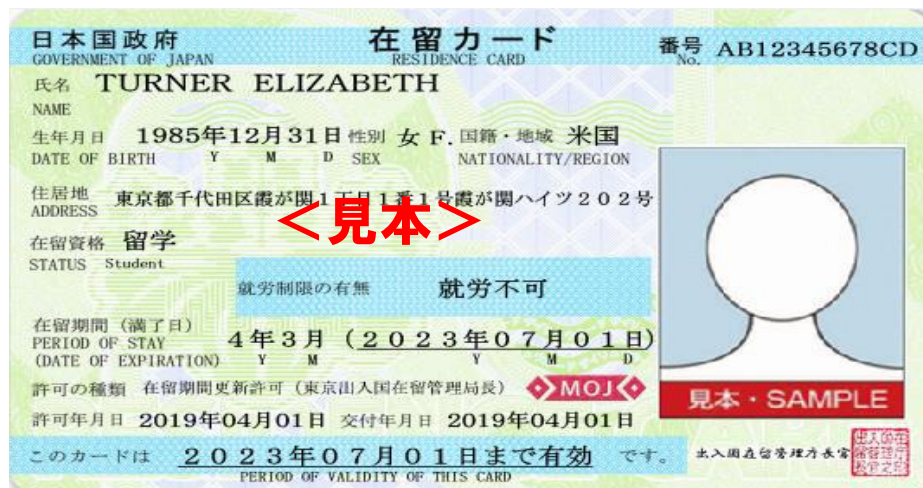 日本国政府 在留カード 番号 AB12345678CD
GOVERNMENT OF JAPAN RESIDENCE CARD No.
氏名 TURNER ELIZABETH
NAME
生年月日 1985年12月31日 性別 女 F. 国籍・地域 米国
DATE OF BIRTH Y M D SEX NATIONALITY/REGION
住居地 東京都千代田区霞が関1丁目1番1号霞が関ハイツ202号
ADDRESS
<見本>
在留資格 留学
STATUS Student
就労制限の有無 就労不可
在留期間(満了日)
PERIOD OF STAY 4年3月(2023年07月01日)
(DATE OF EXPIRATION) Y M Y M D
許可の種類 在留期間更新許可(東京出入国在留管理局長) MOJ
見本・SAMPLE
許可年月日 2019年04月01日 交付年月日 2019年04月01日
このカードは 2023年07月01日まで有効 です。
PERIOD OF VALIDITY OF THIS CARD
出入国在留管理庁長官